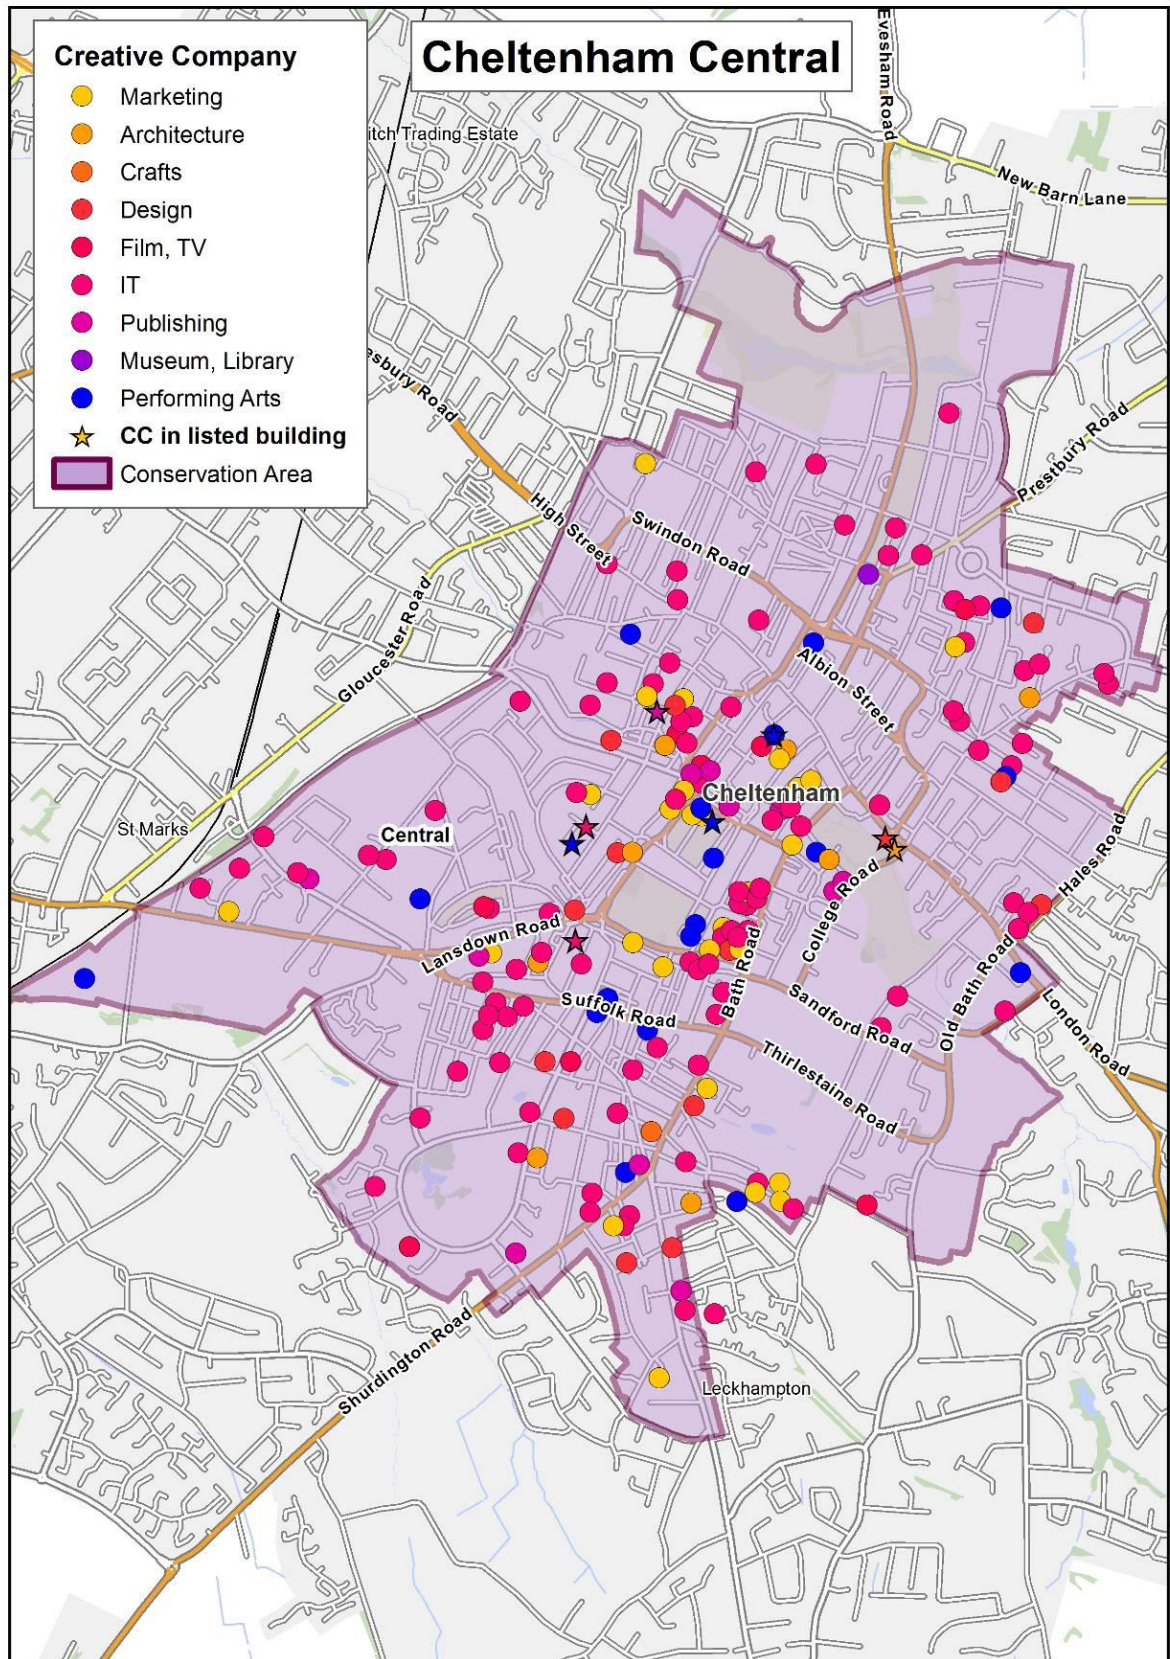 Cheltenham Central
Creative Company
Marketing
Architecture
Crafts
Design
Film, TV
IT
Publishing
Museum, Library
Performing Arts
CC in listed building
Conservation Area
Evesham Road
itch Trading Estate
New Barn Lane
esbury Road
Prestbury Road
High Street
Swindon Road
Gloucester Road
Albion Street
Cheltenham
St Marks
Central
Hales Road
College Road
Lansdown Road
Bath Road
Old Bath Road
Suffolk Road
Sandford Road
London Road
Thirlestaine Road
Shurdington Road
Leckhampton